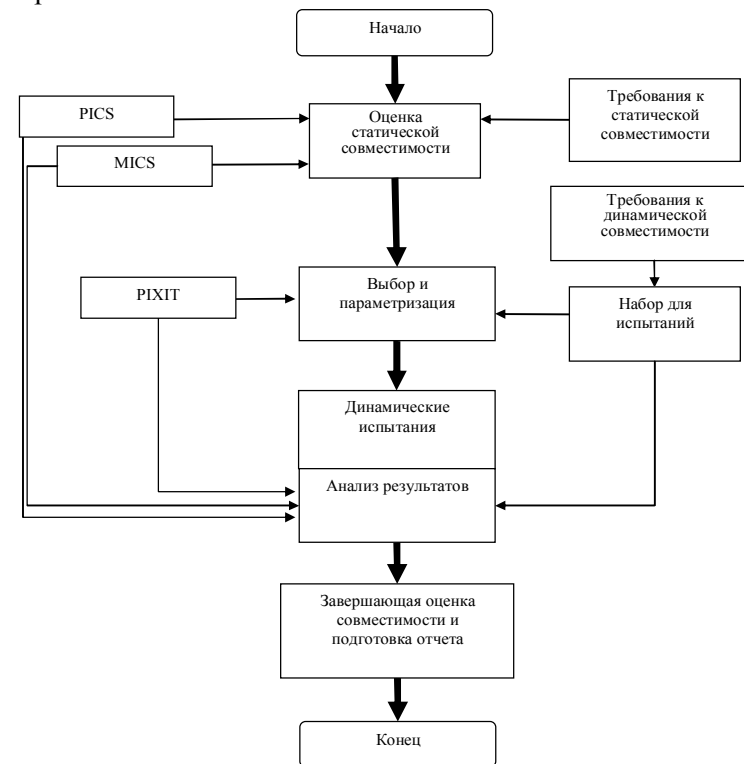 Начало
PICS
Оценка
статической
совместимости
Требования к
статической
совместимости
MICS
Требования к
динамической
совместимости
PIXIT
Выбор и
параметризация
Набор для
испытаний
Динамические
испытания
Анализ результатов
Завершающая оценка
совместимости и
подготовка отчета
Конец